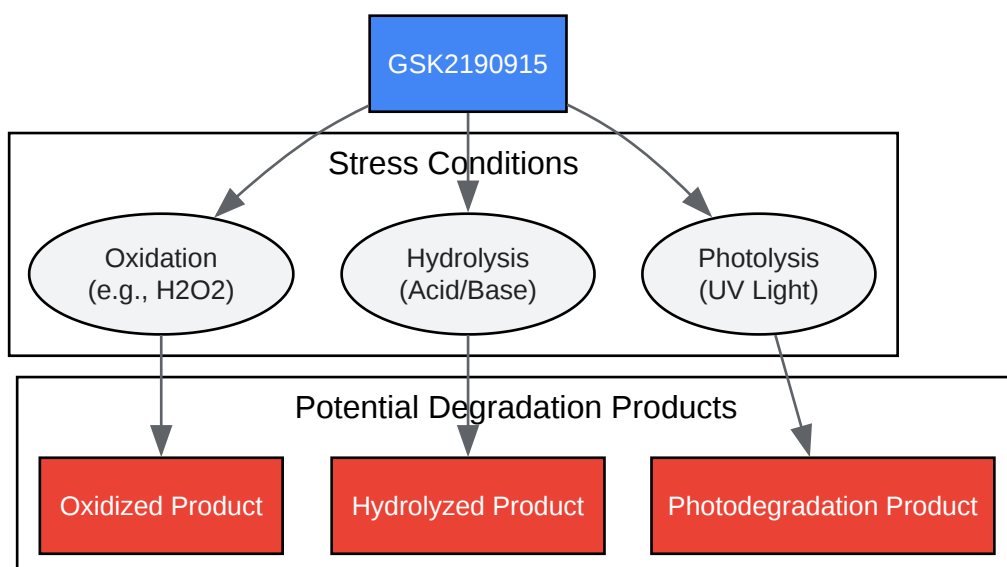 GSK2190915
Stress Conditions
Oxidation
(e.g., H2O2)
Hydrolysis
(Acid/Base)
Photolysis
(UV Light)
Potential Degradation Products
Oxidized Product
Hydrolyzed Product
Photodegradation Product